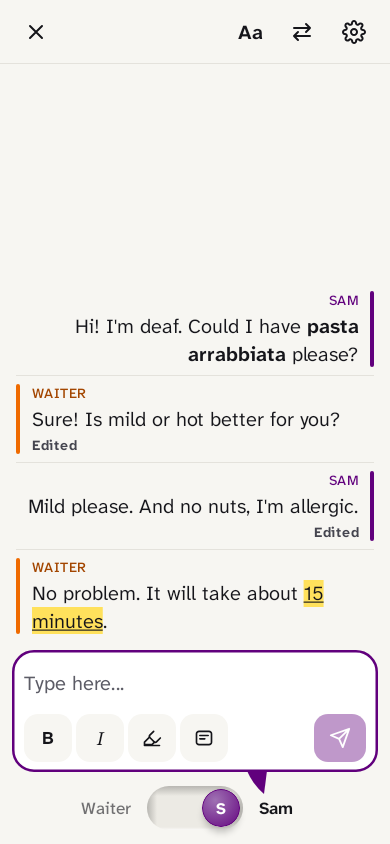 Aa
SAM
Hi! I'm deaf. Could I have pasta
arrabbiata please?
WAITER
Sure! Is mild or hot better for you?
Edited
SAM
Mild please. And no nuts, I'm allergic.
Edited
WAITER
No problem. It will take about 15
minutes.
Type here...
B I
Waiter S Sam